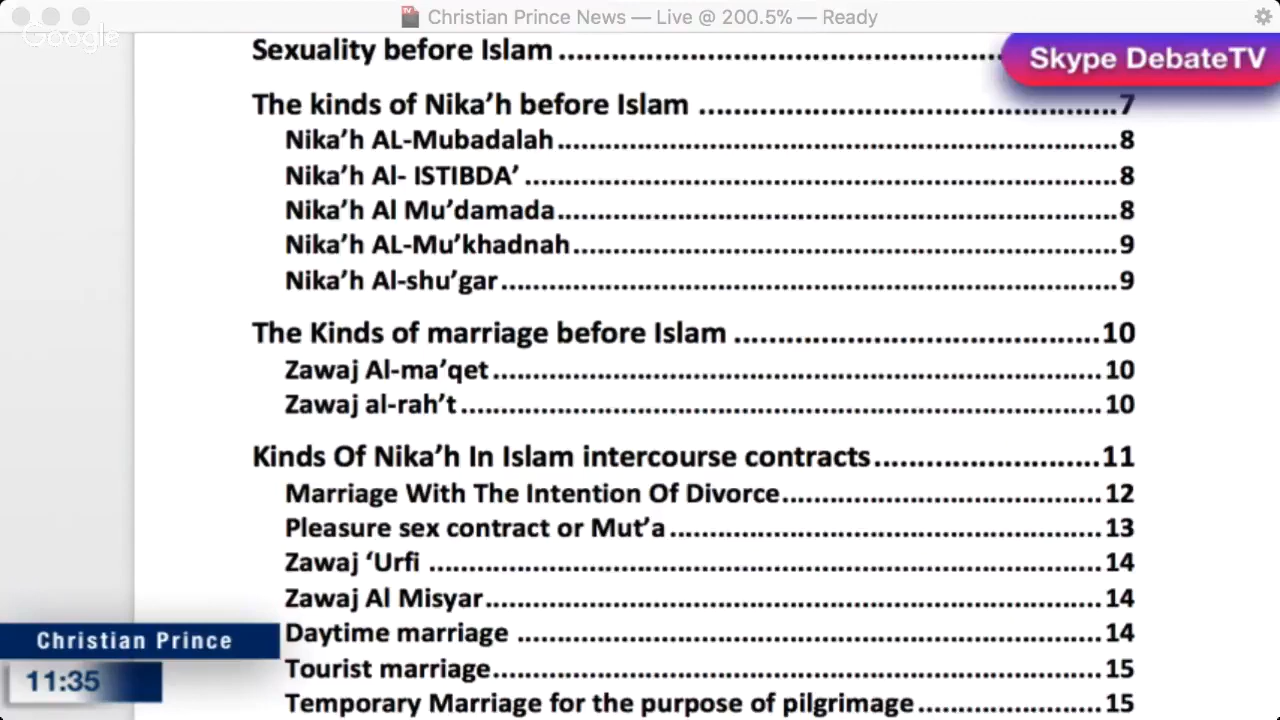 Christian Prince News — Live @ 200.5% — Ready
Google
Skype DebateTV
Sexuality before Islam ........................................................
The kinds of Nika’h before Islam ....................................................7
Nika’h AL-Mubadalah......................................................................8
Nika’h Al- ISTIBDA’ .........................................................................8
Nika’h Al Mu’damada......................................................................8
Nika’h AL-Mu’khadnah....................................................................9
Nika’h Al-shu’gar.............................................................................9
The Kinds of marriage before Islam ..............................................10
Zawaj Al-ma’qet............................................................................10
Zawaj al-rah’t................................................................................10
Kinds Of Nika’h In Islam intercourse contracts............................11
Marriage With The Intention Of Divorce........................................12
Pleasure sex contract or Mut’a......................................................13
Zawaj ‘Urfi ....................................................................................14
Zawaj Al Misyar.............................................................................14
Daytime marriage .........................................................................14
Tourist marriage............................................................................15
Temporary Marriage for the purpose of pilgrimage.......................15
Christian Prince
11:35